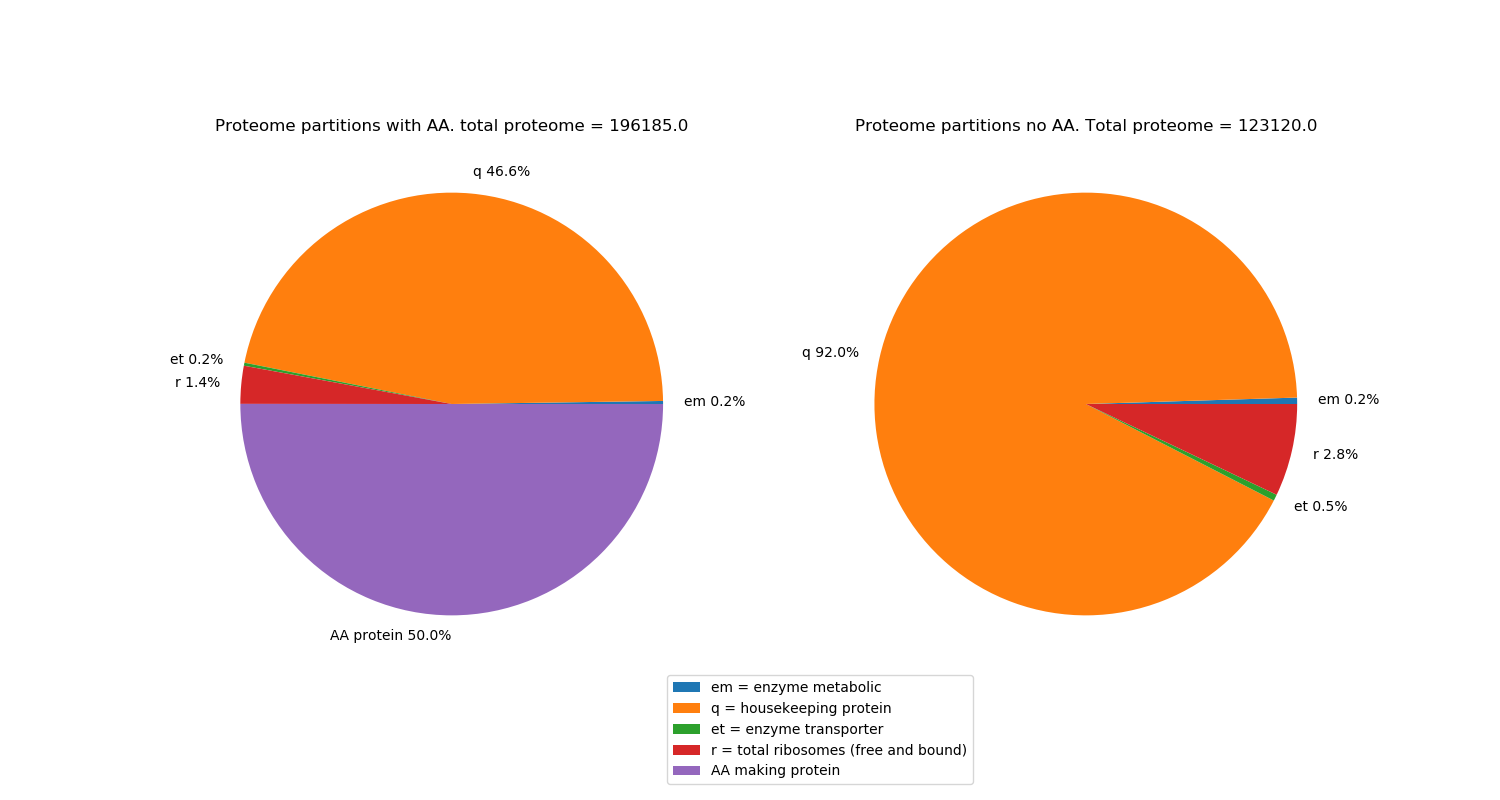 Proteome partitions with AA. total proteome = 196185.0
q 46.6%
et 0.2%
r 1.4%
em 0.2%
AA protein 50.0%
Proteome partitions no AA. Total proteome = 123120.0
q 92.0%
em 0.2%
r 2.8%
et 0.5%
em = enzyme metabolic
q = housekeeping protein
et = enzyme transporter
r = total ribosomes (free and bound)
AA making protein